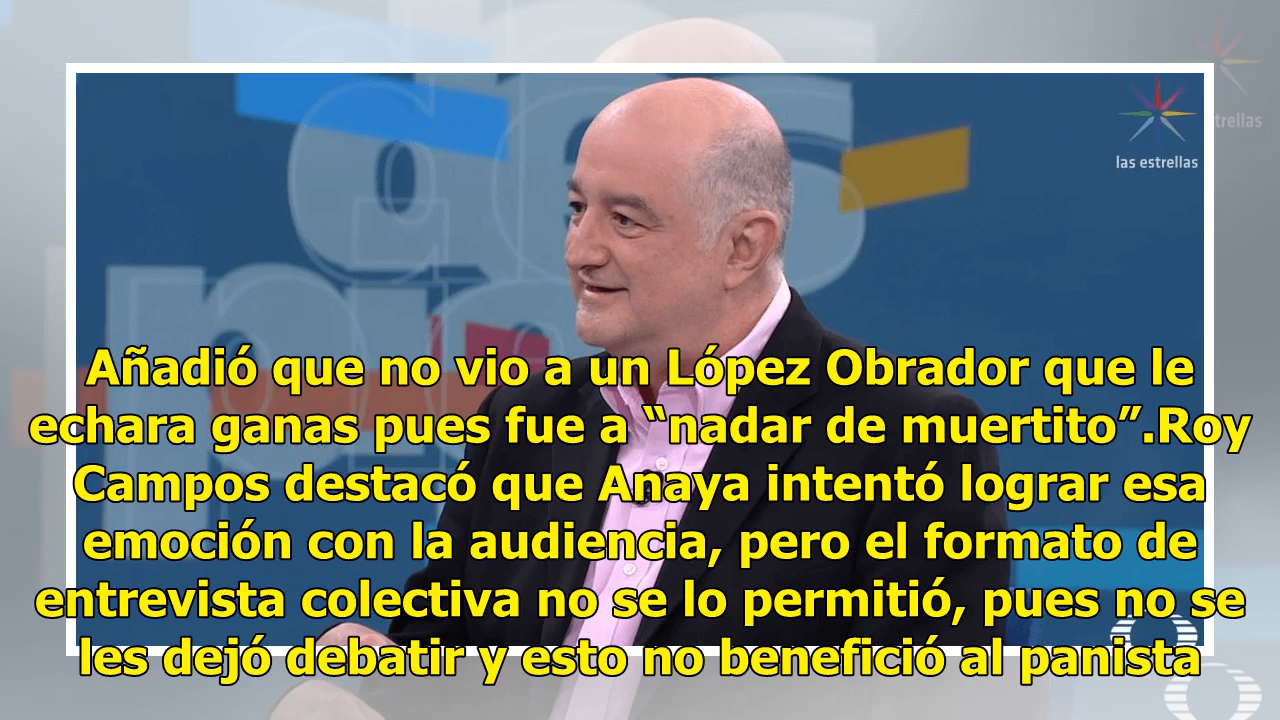 las estrellas
trellas
Añadió que no vio a un López Obrador que le
echara ganas pues fue a “nadar de muertito”.Roy
Campos destacó que Anaya intentó lograr esa
emoción con la audiencia, pero el formato de
entrevista colectiva no se lo permitió, pues no se
les dejó debatir y esto no benefició al panista